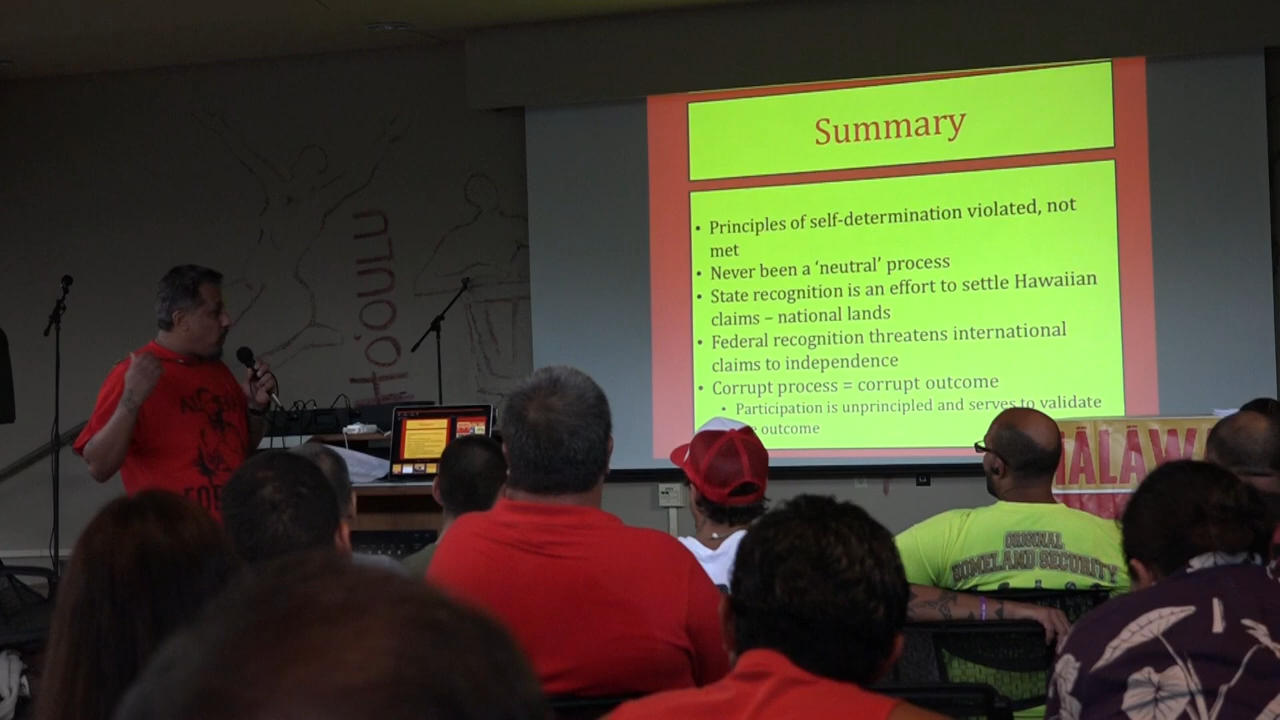 Summary
• Principles of self-determination violated, not
met
• Never been a ‘neutral’ process
• State recognition is an effort to settle Hawaiian
claims – national lands
• Federal recognition threatens international
claims to independence
• Corrupt process = corrupt outcome
• Participation is unprincipled and serves to validate
outcome
HO'OULU
ORIGINAL
HOMELAND SECURITY